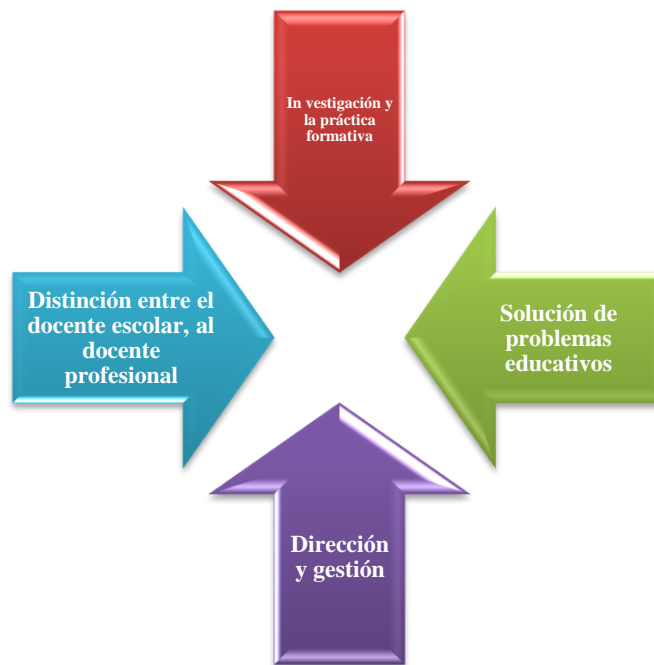 In vestigación y
la práctica
formativa
Distinción entre el
docente escolar, al
docente
profesional
Solución de
problemas
educativos
Dirección
y gestión